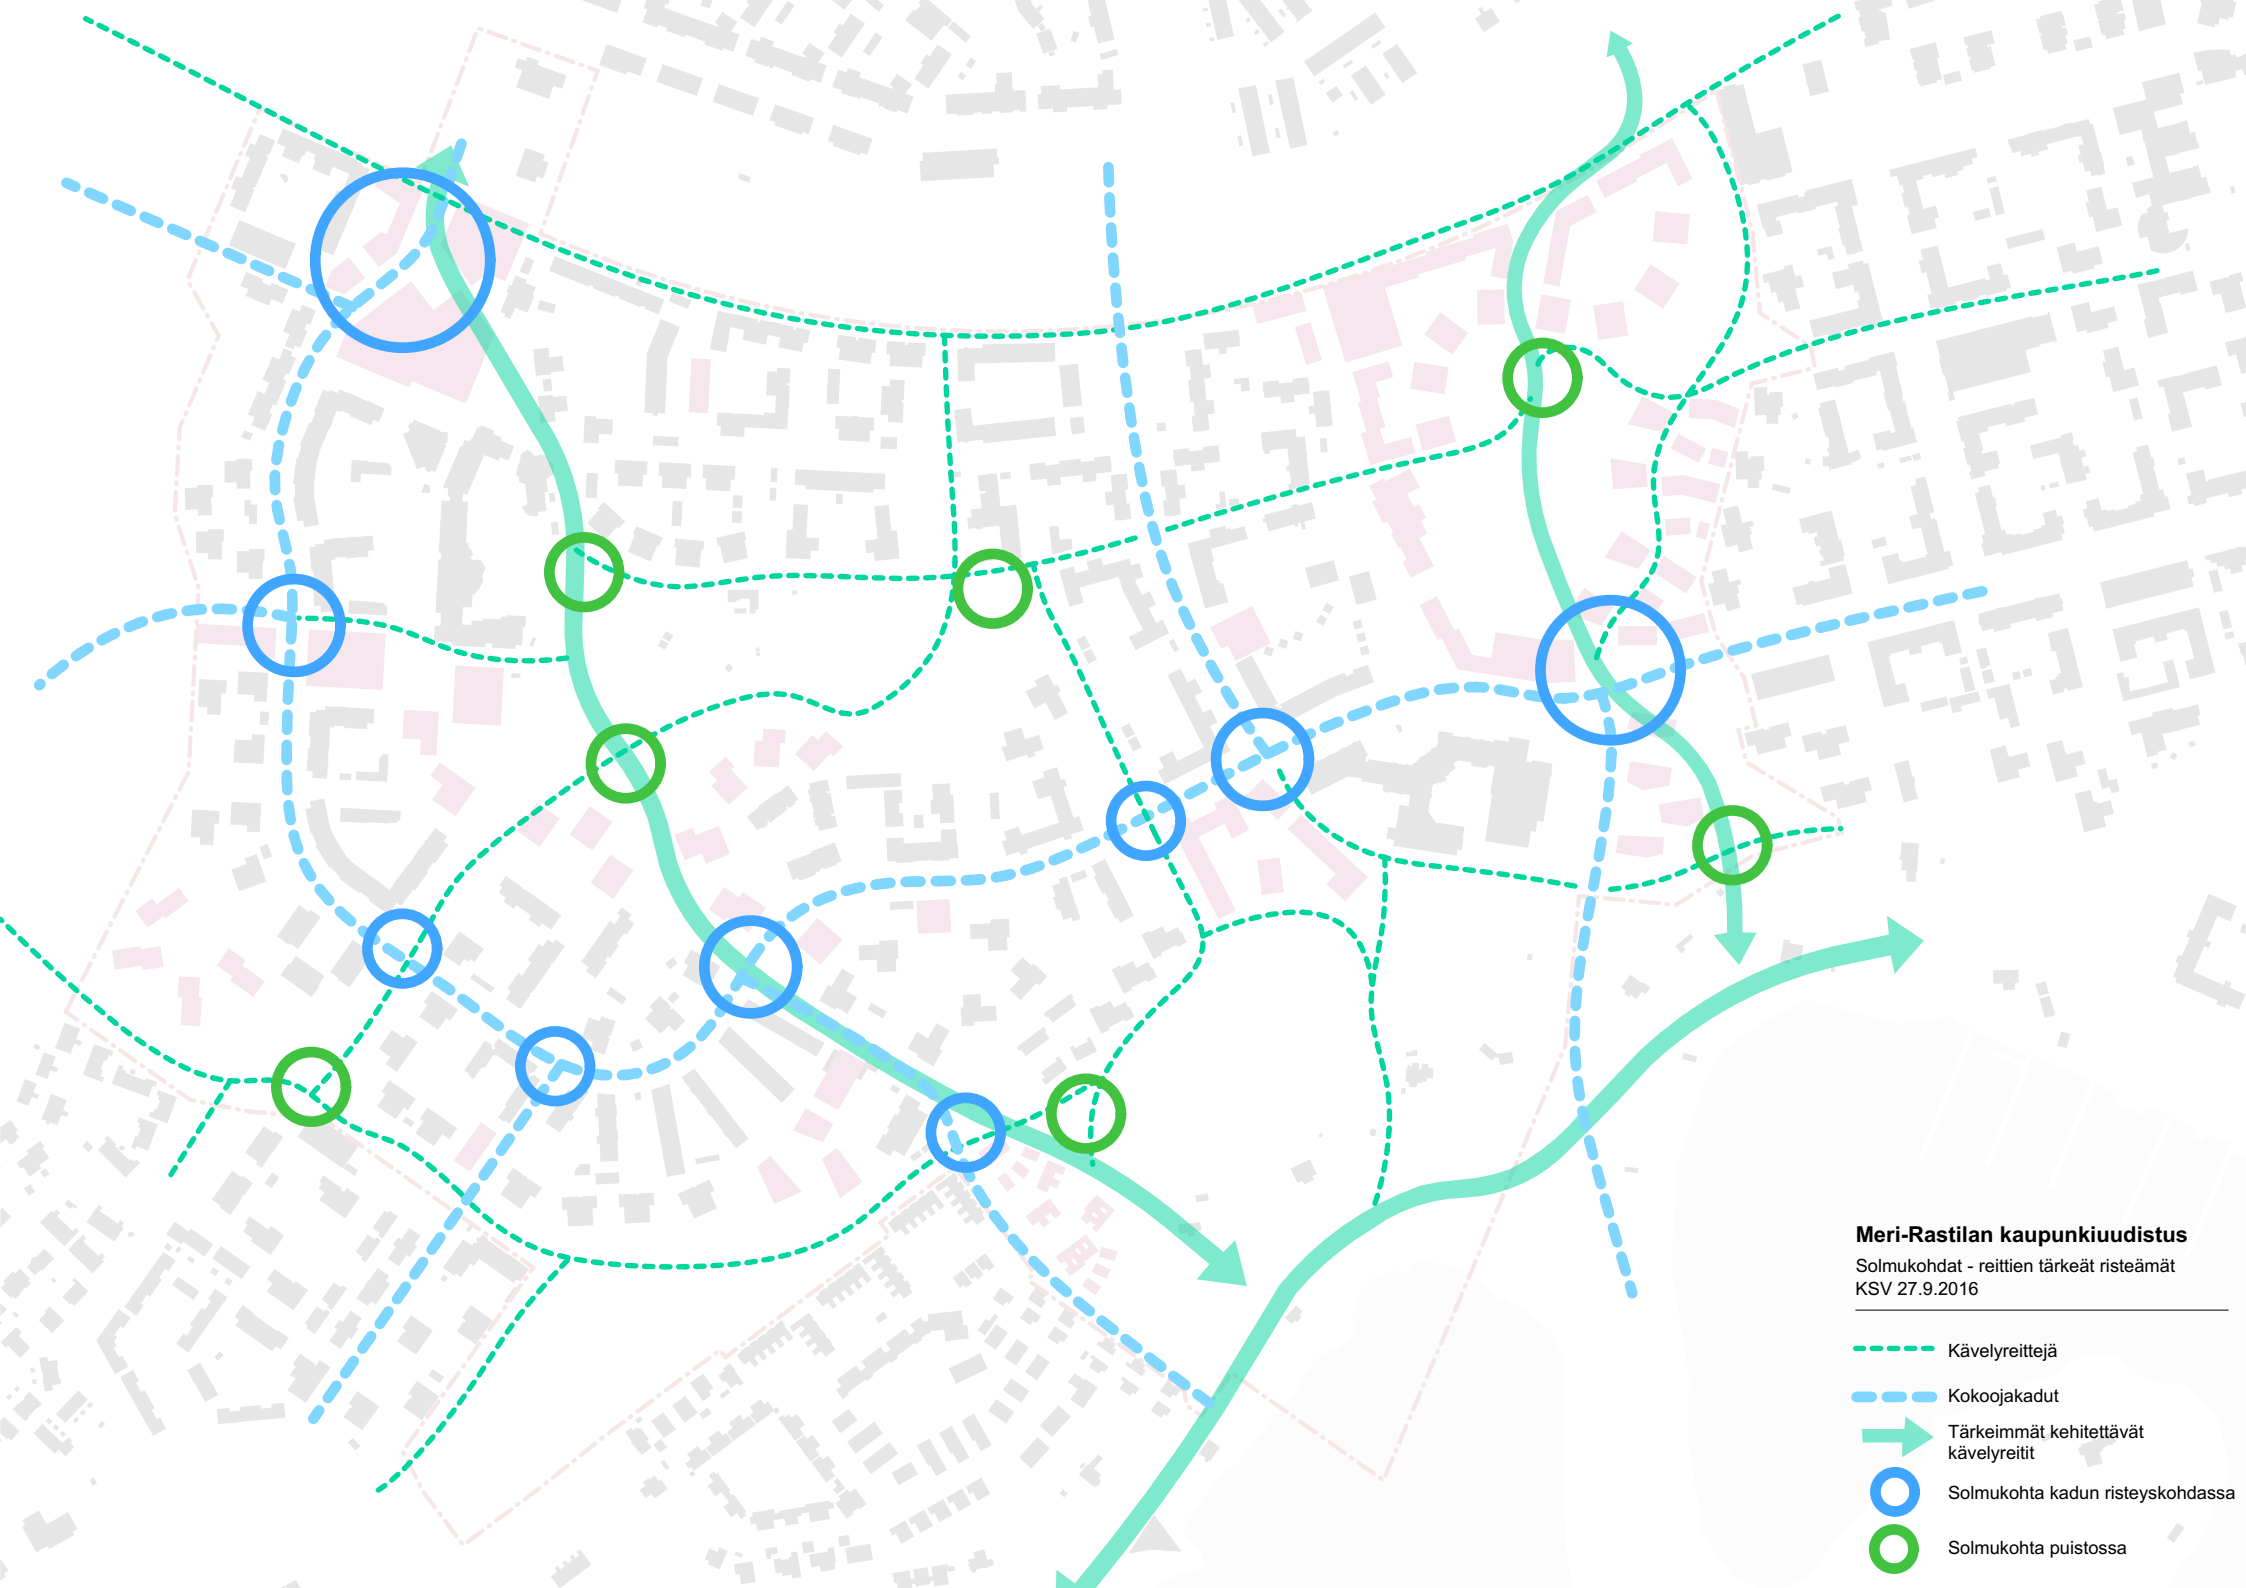 Meri-Rastilan kaupunkiuudistus
Solmukohdat - reittien tärkeät risteämät
KSV 27.9.2016
Kävelyreittejä
Kokoojakadut
Tärkeimmät kehitettävät
kävelyreitit
Solmukohta kadun risteyskohdassa
Solmukohta puistossa